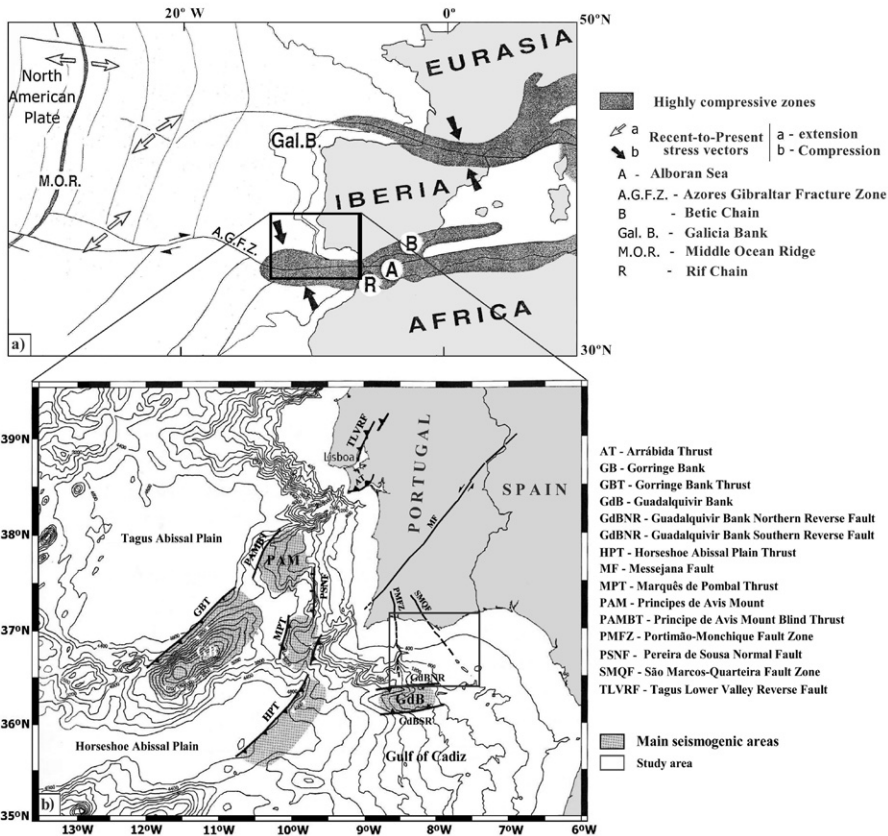 20° W
0°
50°N
EURASIA
North
American
Plate
Gal.B.
M.O.R.
IBERIA
A.G.F.Z.
B
A
R
AFRICA
a)
30°N
Highly compressive zones
a
b
Recent-to-Present
stress vectors
a - extension
b - Compression
A - Alboran Sea
A.G.F.Z. - Azores Gibraltar Fracture Zone
B - Betic Chain
Gal. B. - Galicia Bank
M.O.R. - Middle Ocean Ridge
R - Rif Chain
39°N
38°N
37°N
36°N
35°N
TLVRF
Lisboa
PORTUGAL
SPAIN
MF
Tagus Abissal Plain
PAMBT
PAM
PSNF
GBT
MPT
PMFZ
SMQF
GdBNR
GdB
GdBSR
HPT
Horseshoe Abissal Plain
Gulf of Cadiz
b)
13°W
12°W
11°W
10°W
9°W
8°W
7°W
6°W
AT - Arrábida Thrust
GB - Gorringe Bank
GBT - Gorringe Bank Thrust
GdB - Guadalquivir Bank
GdBNR - Guadalquivir Bank Northern Reverse Fault
GdBNR - Guadalquivir Bank Southern Reverse Fault
HPT - Horseshoe Abyssal Plain Thrust
MF - Messejana Fault
MPT - Marquês de Pombal Thrust
PAM - Principes de Avis Mount
PAMBT - Principe de Avis Mount Blind Thrust
PMFZ - Portimão-Monchique Fault Zone
PSNF - Pereira de Sousa Normal Fault
SMQF - São Marcos-Quarteira Fault Zone
TLVRF - Tagus Lower Valley Reverse Fault
Main seismogenic areas
Study area